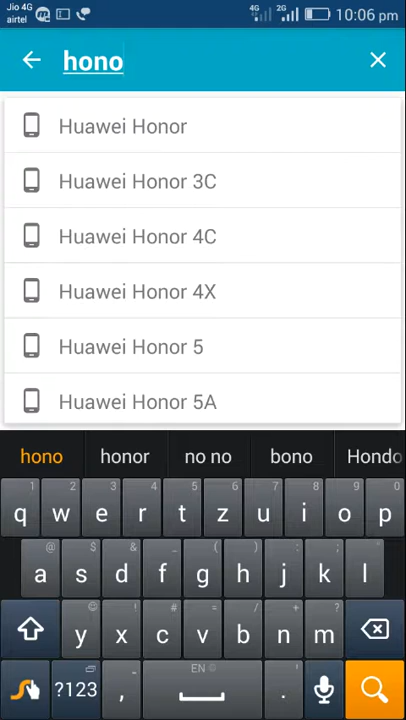 Jio 4G
airtel
4G 2G 10:06 pm
hono
Huawei Honor
Huawei Honor 3C
Huawei Honor 4C
Huawei Honor 4X
Huawei Honor 5
Huawei Honor 5A
hono honor no no bono Hondo
1 2 3 4 5 6 7 8 9 0
q w e r t z u i o p
@ $ & _ ( ) : ; "
a s d f g h j k l
! # = / + -
y x c v b n m
EN
?123 , .